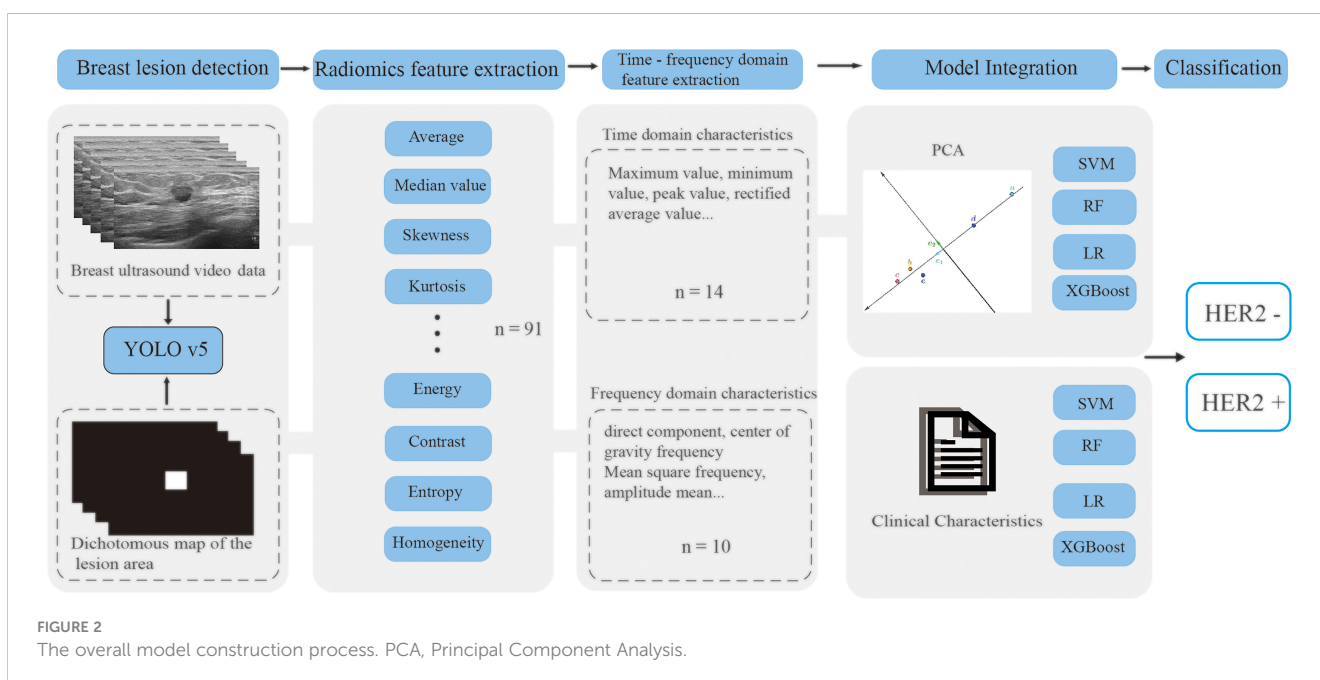 Breast lesion detection
Radiomics feature extraction
Time - frequency domain
feature extraction
Model Integration
Classification
Breast ultrasound video data
YOLO v5
Dichotomous map of the
lesion area
Average
Median value
Skewness
Kurtosis
n = 91
Energy
Contrast
Entropy
Homogeneity
Time domain characteristics
Maximum value, minimum
value, peak value, rectified
average value...
n = 14
Frequency domain characteristics
direct component, center of
gravity frequency
Mean square frequency,
amplitude mean...
n = 10
PCA
d
b
c
e
c₁
SVM
RF
LR
XGBoost
Clinical Characteristics
SVM
RF
LR
XGBoost
HER2 -
HER2 +
FIGURE 2
The overall model construction process. PCA, Principal Component Analysis.